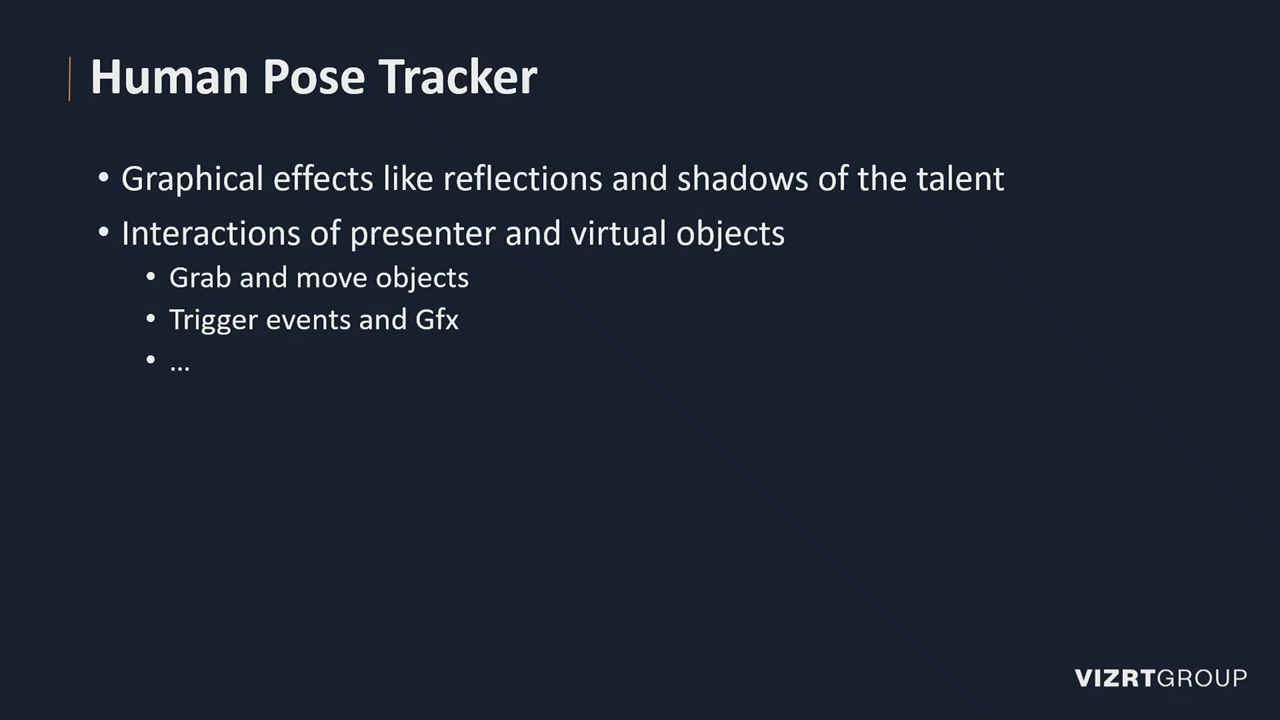 Human Pose Tracker
• Graphical effects like reflections and shadows of the talent
• Interactions of presenter and virtual objects
• Grab and move objects
• Trigger events and Gfx
• ...
VIZRTGROUP